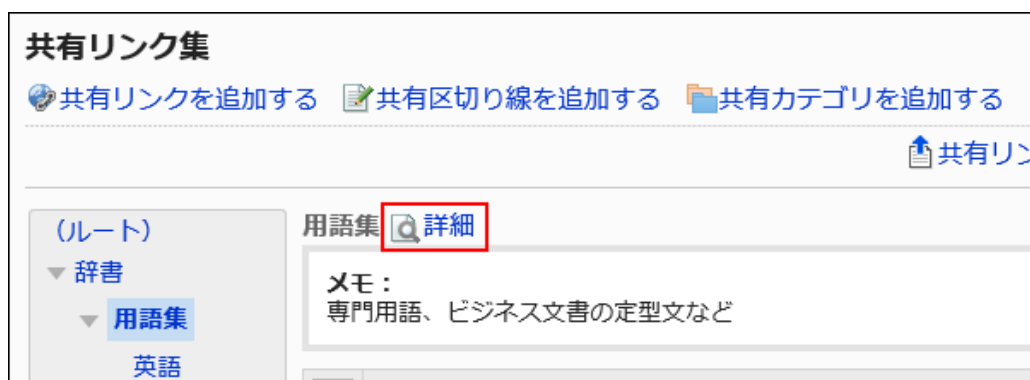 共有リンク集
共有リンクを追加する 共有区切り線を追加する 共有カテゴリを追加する
共有リン
(ルート)
用語集 詳細
辞書
メモ：
専門用語、ビジネス文書の定型文など
用語集
英語